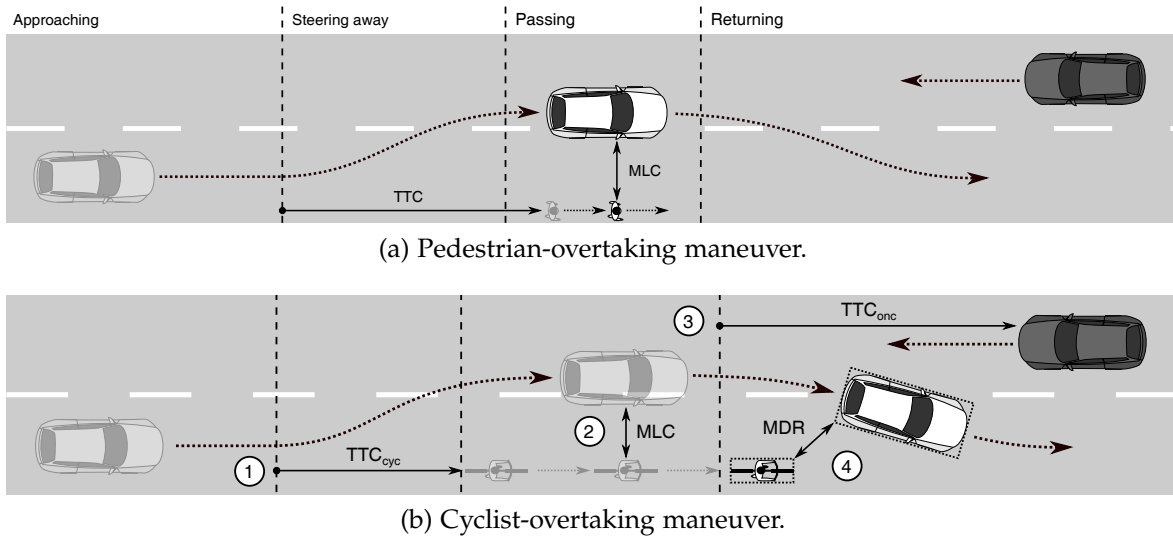 Approaching Steering away Passing Returning
MLC
TTC
(a) Pedestrian-overtaking maneuver.
3 TTConc
2 MLC
MDR
1 TTCcyc
4
(b) Cyclist-overtaking maneuver.